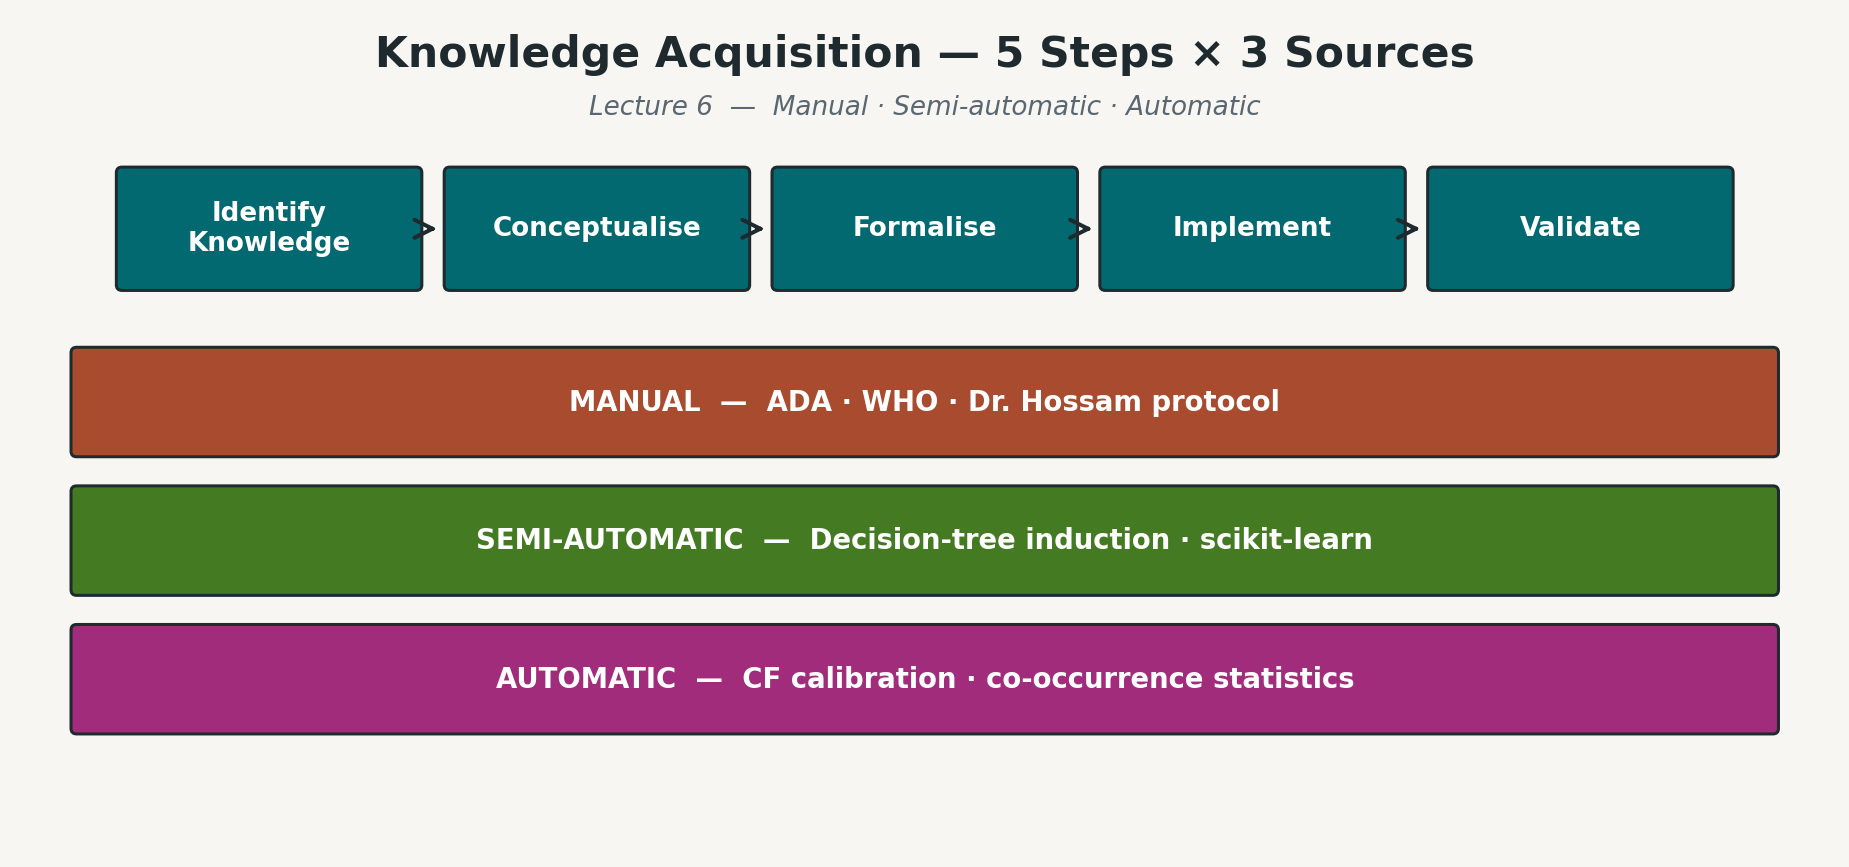 Knowledge Acquisition — 5 Steps × 3 Sources
Lecture 6 — Manual · Semi-automatic · Automatic
Identify
Knowledge
Conceptualise
Formalise
Implement
Validate
MANUAL — ADA · WHO · Dr. Hossam protocol
SEMI-AUTOMATIC — Decision-tree induction · scikit-learn
AUTOMATIC — CF calibration · co-occurrence statistics